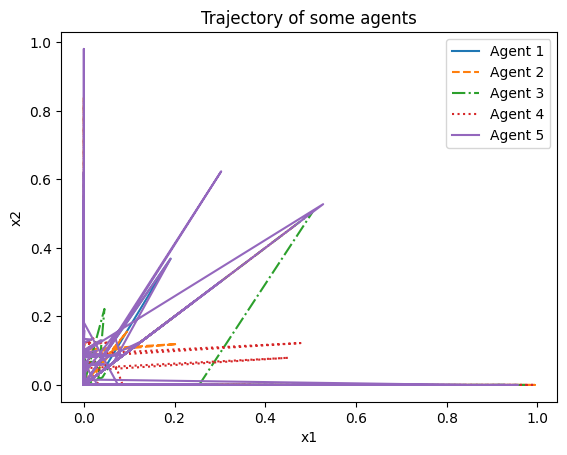 Trajectory of some agents
1.0
0.8
0.6
0.4
0.2
0.0
x2
Agent 1
Agent 2
Agent 3
Agent 4
Agent 5
0.0 0.2 0.4 0.6 0.8 1.0
x1